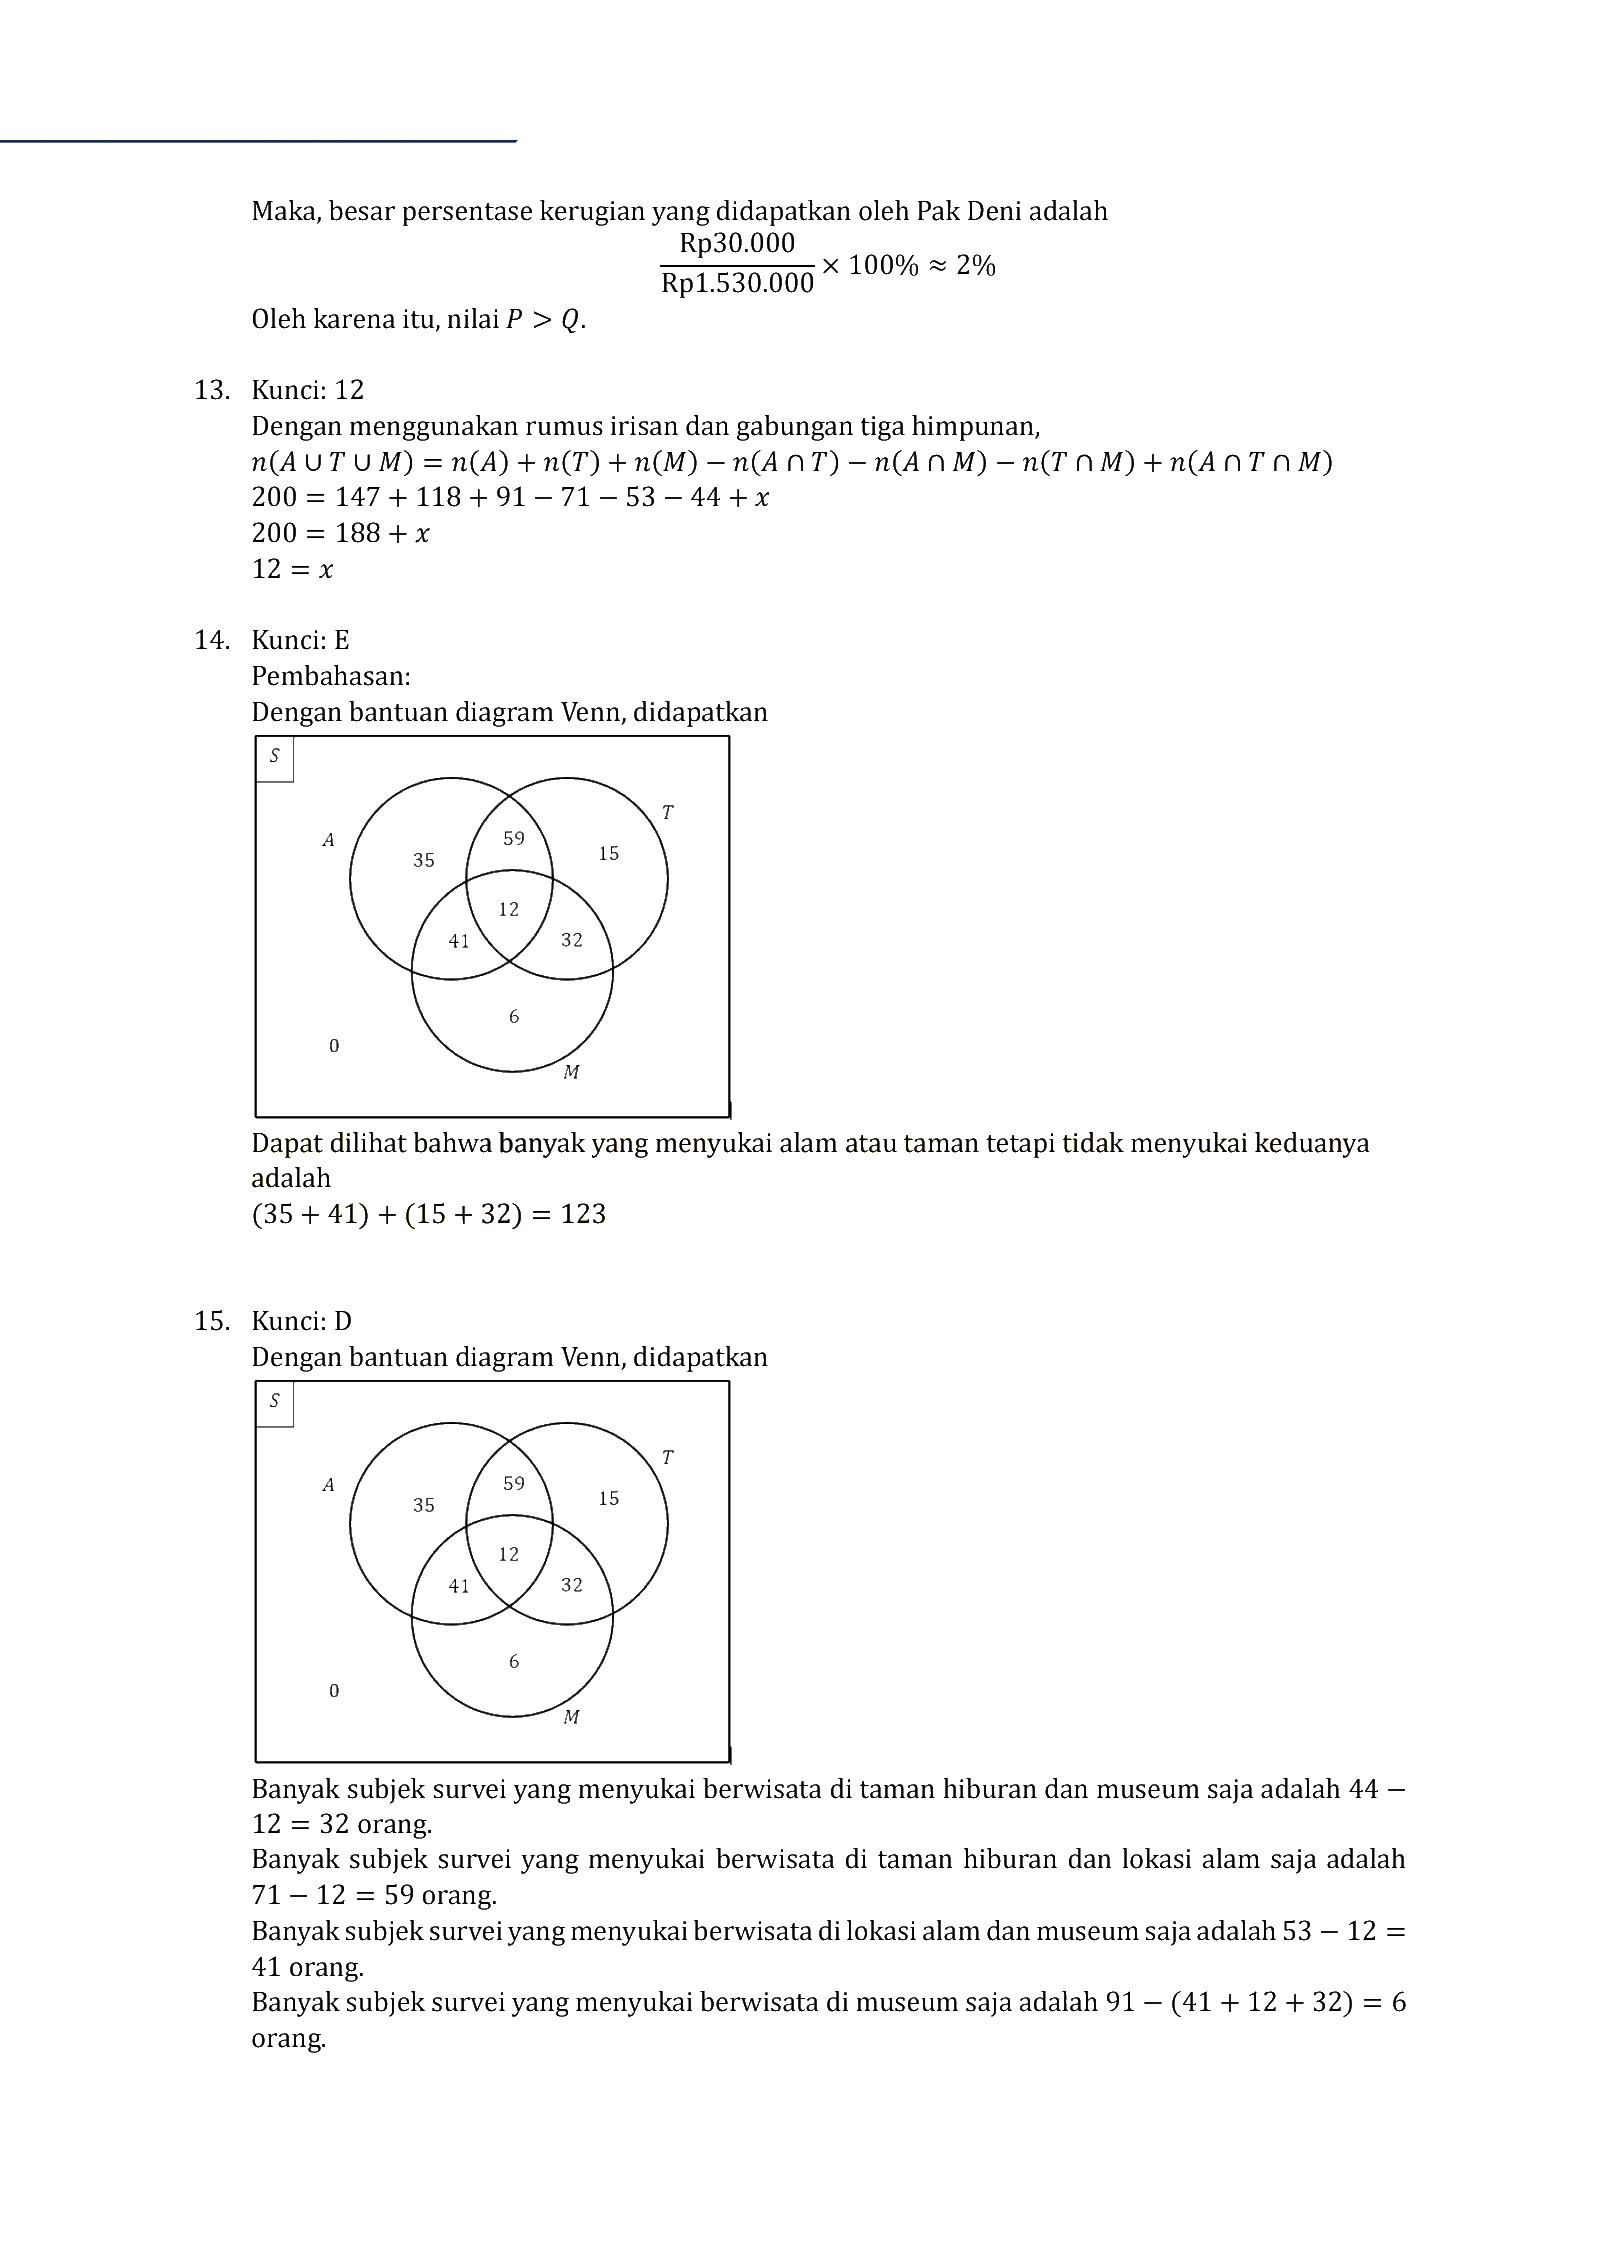 Maka, besar persentase kerugian yang didapatkan oleh Pak Deni adalah
Rp30.000
Rp1.530.000 × 100% ≈ 2%
Oleh karena itu, nilai P > Q.
13. Kunci: 12
Dengan menggunakan rumus irisan dan gabungan tiga himpunan,
n(A ∪ T ∪ M) = n(A) + n(T) + n(M) − n(A ∩ T) − n(A ∩ M) − n(T ∩ M) + n(A ∩ T ∩ M)
200 = 147 + 118 + 91 − 71 − 53 − 44 + x
200 = 188 + x
12 = x
14. Kunci: E
Pembahasan:
Dengan bantuan diagram Venn, didapatkan
S
T
A
59
15
35
12
41
32
6
0
M
Dapat dilihat bahwa banyak yang menyukai alam atau taman tetapi tidak menyukai keduanya
adalah
(35 + 41) + (15 + 32) = 123
15. Kunci: D
Dengan bantuan diagram Venn, didapatkan
S
T
A
59
15
35
12
41
32
6
0
M
Banyak subjek survei yang menyukai berwisata di taman hiburan dan museum saja adalah 44 −
12 = 32 orang.
Banyak subjek survei yang menyukai berwisata di taman hiburan dan lokasi alam saja adalah
71 − 12 = 59 orang.
Banyak subjek survei yang menyukai berwisata di lokasi alam dan museum saja adalah 53 − 12 =
41 orang.
Banyak subjek survei yang menyukai berwisata di museum saja adalah 91 − (41 + 12 + 32) = 6
orang.